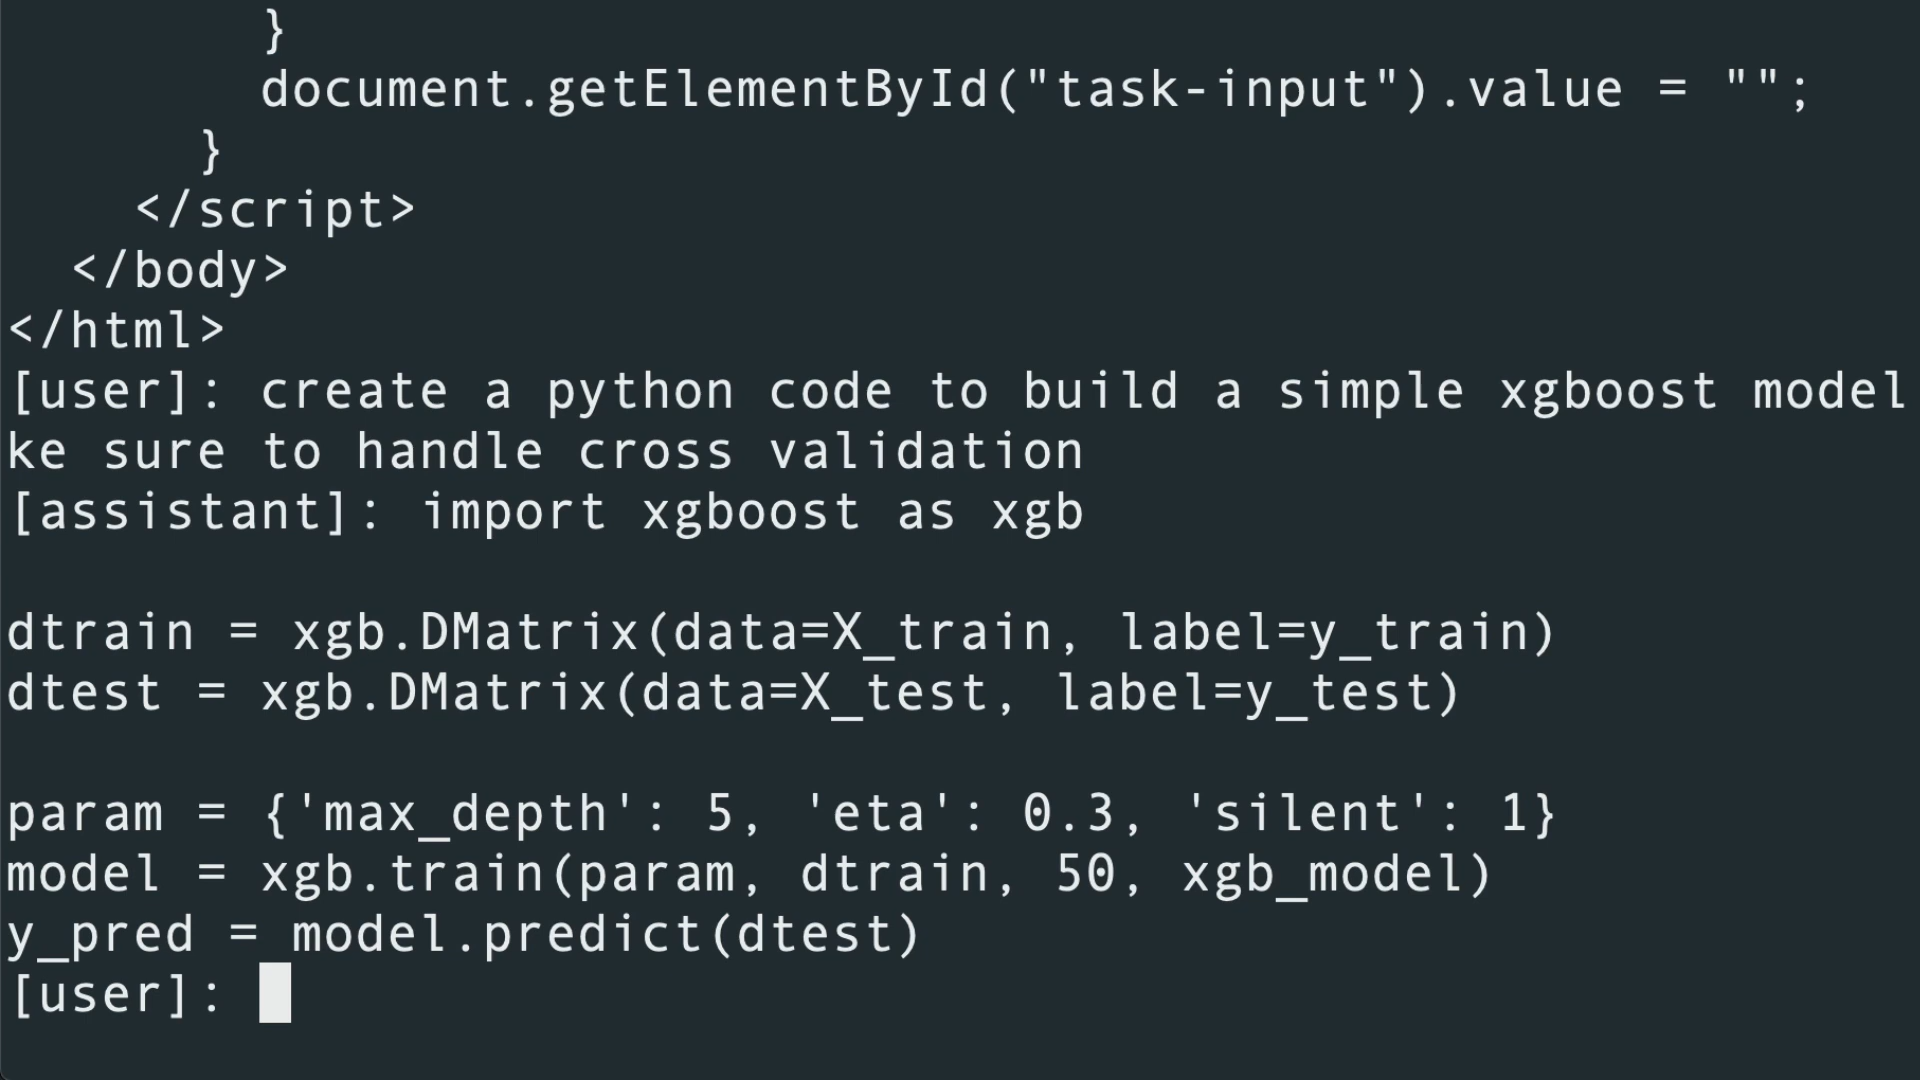 }
document.getElementById("task-input").value = "";
}
</script>
</body>
</html>
[user]: create a python code to build a simple xgboost model
ke sure to handle cross validation
[assistant]: import xgboost as xgb
dtrain = xgb.DMatrix(data=X_train, label=y_train)
dtest = xgb.DMatrix(data=X_test, label=y_test)
param = {'max_depth': 5, 'eta': 0.3, 'silent': 1}
model = xgb.train(param, dtrain, 50, xgb_model)
y_pred = model.predict(dtest)
[user]: